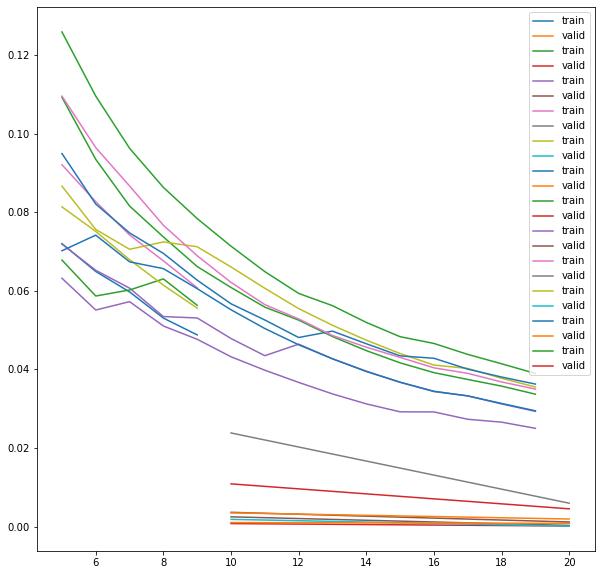 0.12
0.10
0.08
0.06
0.04
0.02
0.00
6 8 10 12 14 16 18 20
train
valid
train
valid
train
valid
train
valid
train
valid
train
valid
train
valid
train
valid
train
valid
train
valid
train
valid
train
valid